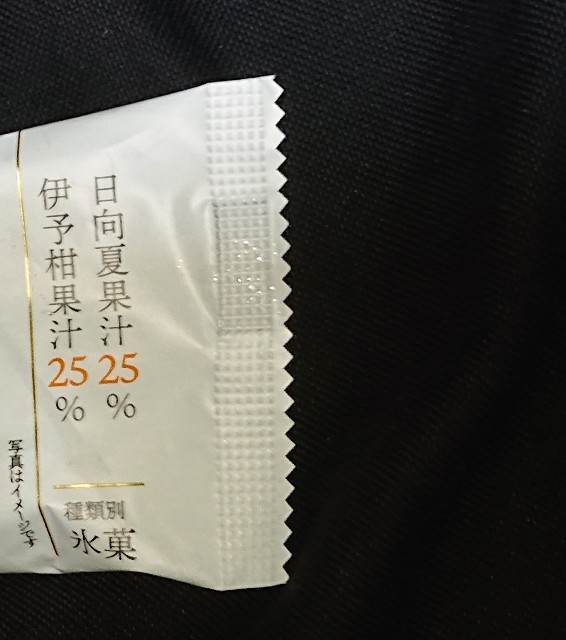 日向夏果汁25%
伊予柑果汁25%
種類別
氷菓
写真はイメージです